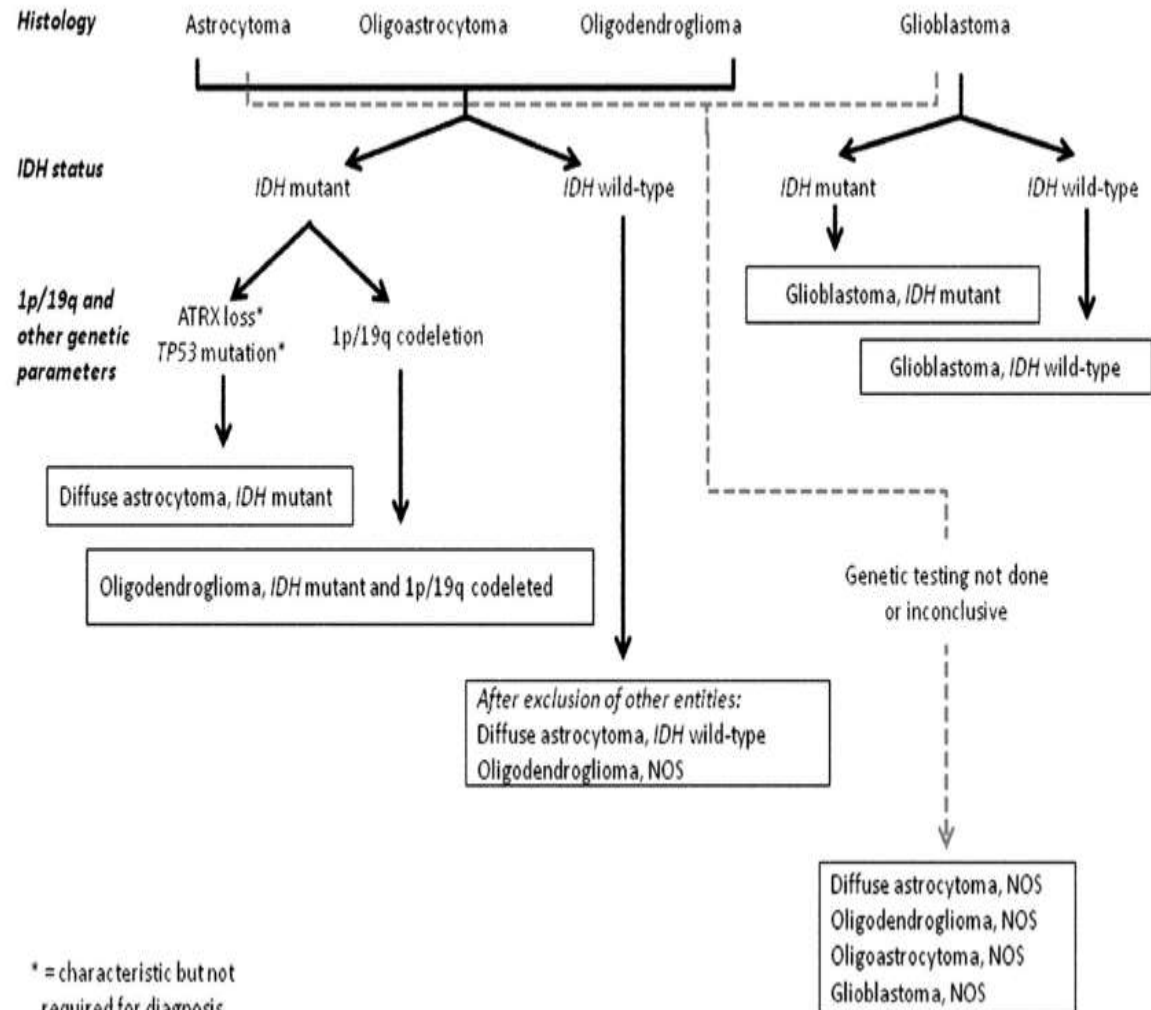 Histology
Astrocytoma
Oligoastrocytoma
Oligodendroglioma
Glioblastoma
IDH status
IDH mutant
IDH wild-type
IDH mutant
IDH wild-type
1p/19q and
other genetic
parameters
ATRX loss*
TP53 mutation*
1p/19q codeletion
Glioblastoma, IDH mutant
Glioblastoma, IDH wild-type
Diffuse astrocytoma, IDH mutant
Oligodendroglioma, IDH mutant and 1p/19q codeleted
Genetic testing not done
or inconclusive
After exclusion of other entities:
Diffuse astrocytoma, IDH wild-type
Oligodendroglioma, NOS
Diffuse astrocytoma, NOS
Oligodendroglioma, NOS
Oligoastrocytoma, NOS
Glioblastoma, NOS
* = characteristic but not
required for diagnosis